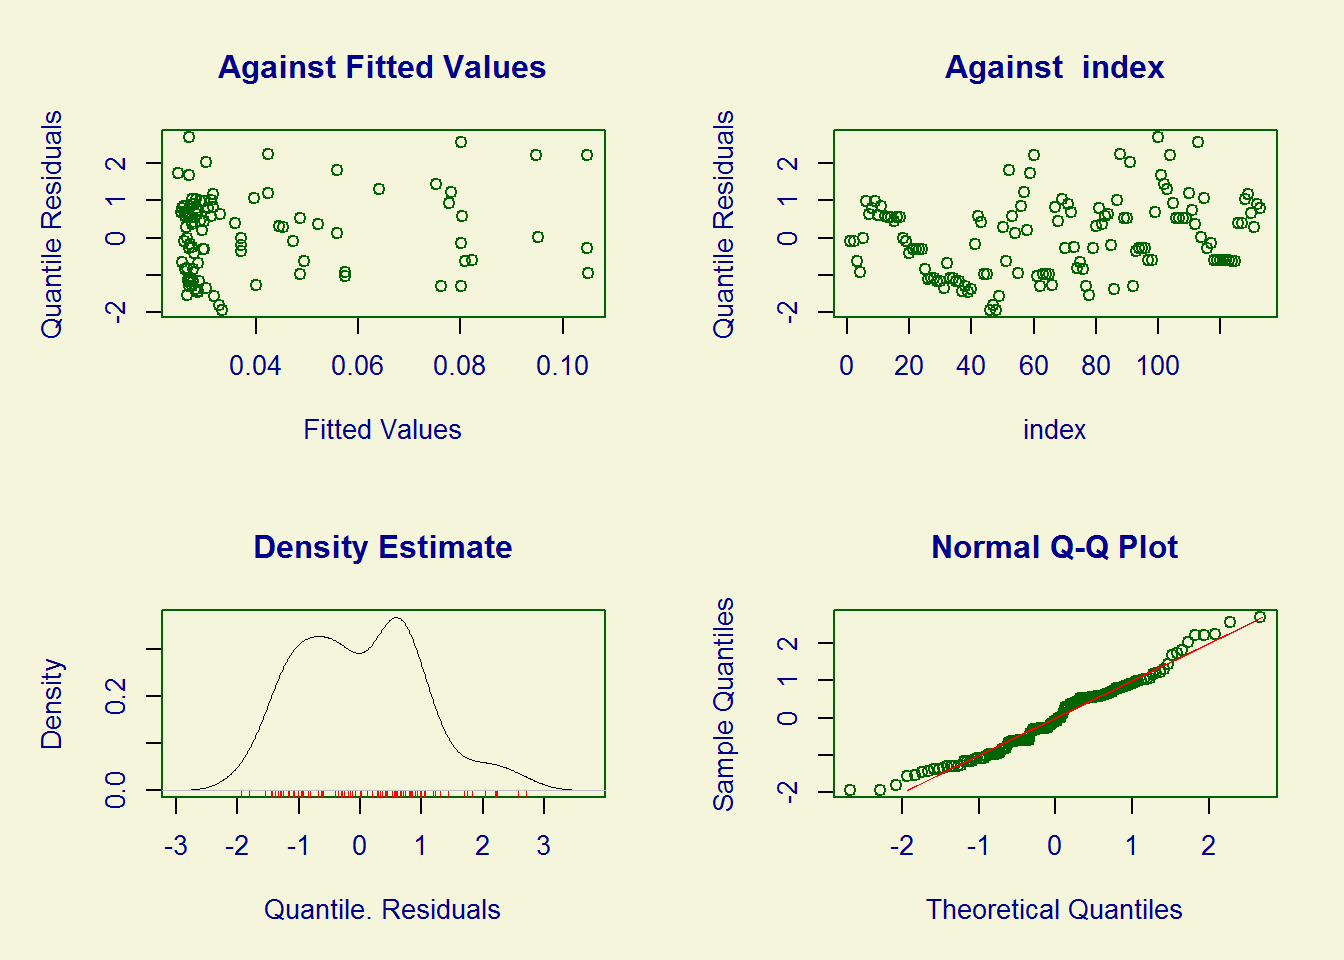 Against Fitted Values
Quantile Residuals
-2 0 1 2
0.04 0.06 0.08 0.10
Fitted Values
Against  index
Quantile Residuals
-2 0 1 2
0 20 40 60 80 100
index
Density Estimate
Density
0.0 0.2
-3 -2 -1 0 1 2 3
Quantile. Residuals
Normal Q-Q Plot
Sample Quantiles
-2 0 1 2
-2 -1 0 1 2
Theoretical Quantiles